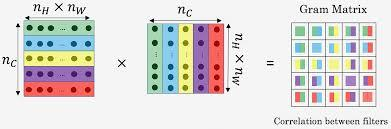 n_H × n_W
n_C
×
n_C
n_H × n_W
=
Gram Matrix
Correlation between filters